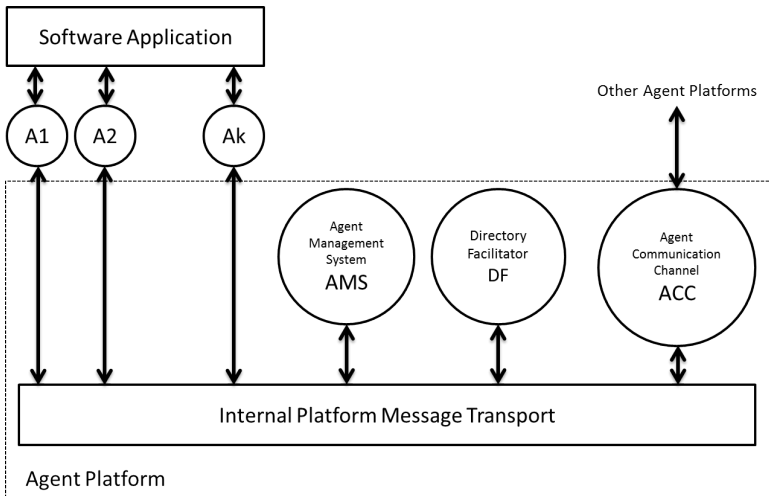 Software Application
Other Agent Platforms
A1
A2
Ak
Agent
Management
System
AMS
Directory
Facilitator
DF
Agent
Communication
Channel
ACC
Internal Platform Message Transport
Agent Platform